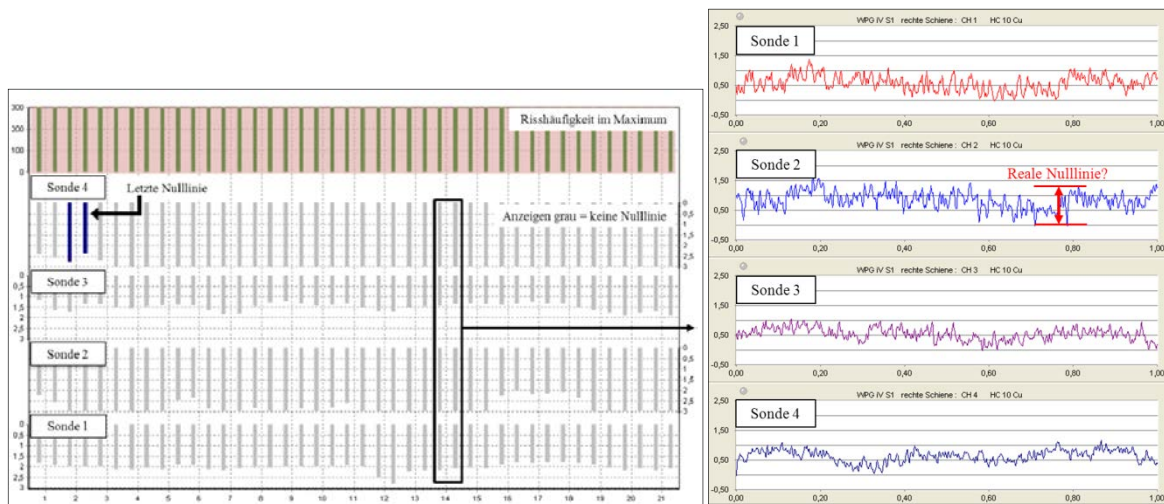 300
Risshäufigkeit im Maximum
200
100
0
Sonde 4
Letzte Nulllinie
0
0,5
Anzeigen grau = keine Nulllinie
1
2
3
0
0,5
Sonde 3
1
1,5
2
2,5
3
0
0,5
1
2
3
Sonde 2
0
0,5
1
2
3
0
0,5
Sonde 1
1
1,5
2
2,5
3
1 2 3 4 5 6 7 8 9 10 11 12 13 14 15 16 17 18 19 20 21
WPG iV S1 rechte Schiene : CH 1 HC 10 Cu
Sonde 1
2,50
1,50
0,50
-0,50
0,00 0,20 0,40 0,60 0,80 1,00
WPG iV S1 rechte Schiene : CH 2 HC 10 Cu
Sonde 2
2,50
Reale Nulllinie?
1,50
0,50
-0,50
0,00 0,20 0,40 0,60 0,80 1,00
WPG iV S1 rechte Schiene : CH 3 HC 10 Cu
Sonde 3
2,50
1,50
0,50
-0,50
0,00 0,20 0,40 0,60 0,80 1,00
WPG iV S1 rechte Schiene : CH 4 HC 10 Cu
Sonde 4
2,50
1,50
0,50
-0,50
0,00 0,20 0,40 0,60 0,80 1,00